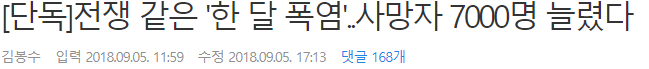 [단독]전쟁 같은 '한 달 폭염'..사망자 7000명 늘렸다
김봉수 입력 2018.09.05. 11:59 수정 2018.09.05. 17:13 댓글 168개